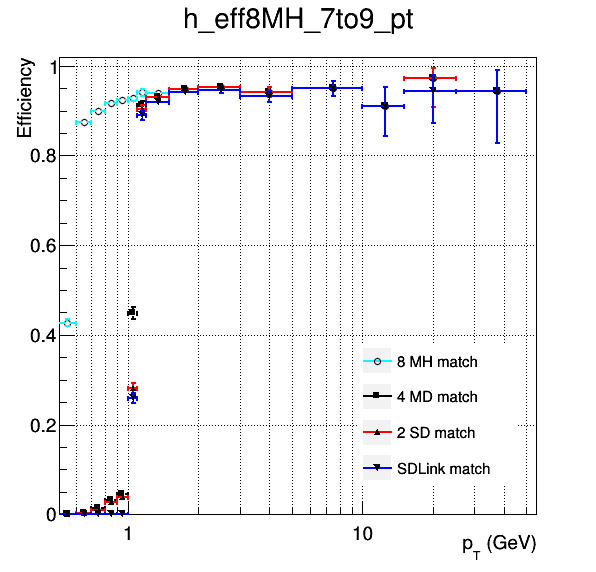 h_eff8MH_7to9_pt
Efficiency
1
0.8
0.6
0.4
0.2
0
8 MH match
4 MD match
2 SD match
SDLink match
1
10
p_T (GeV)